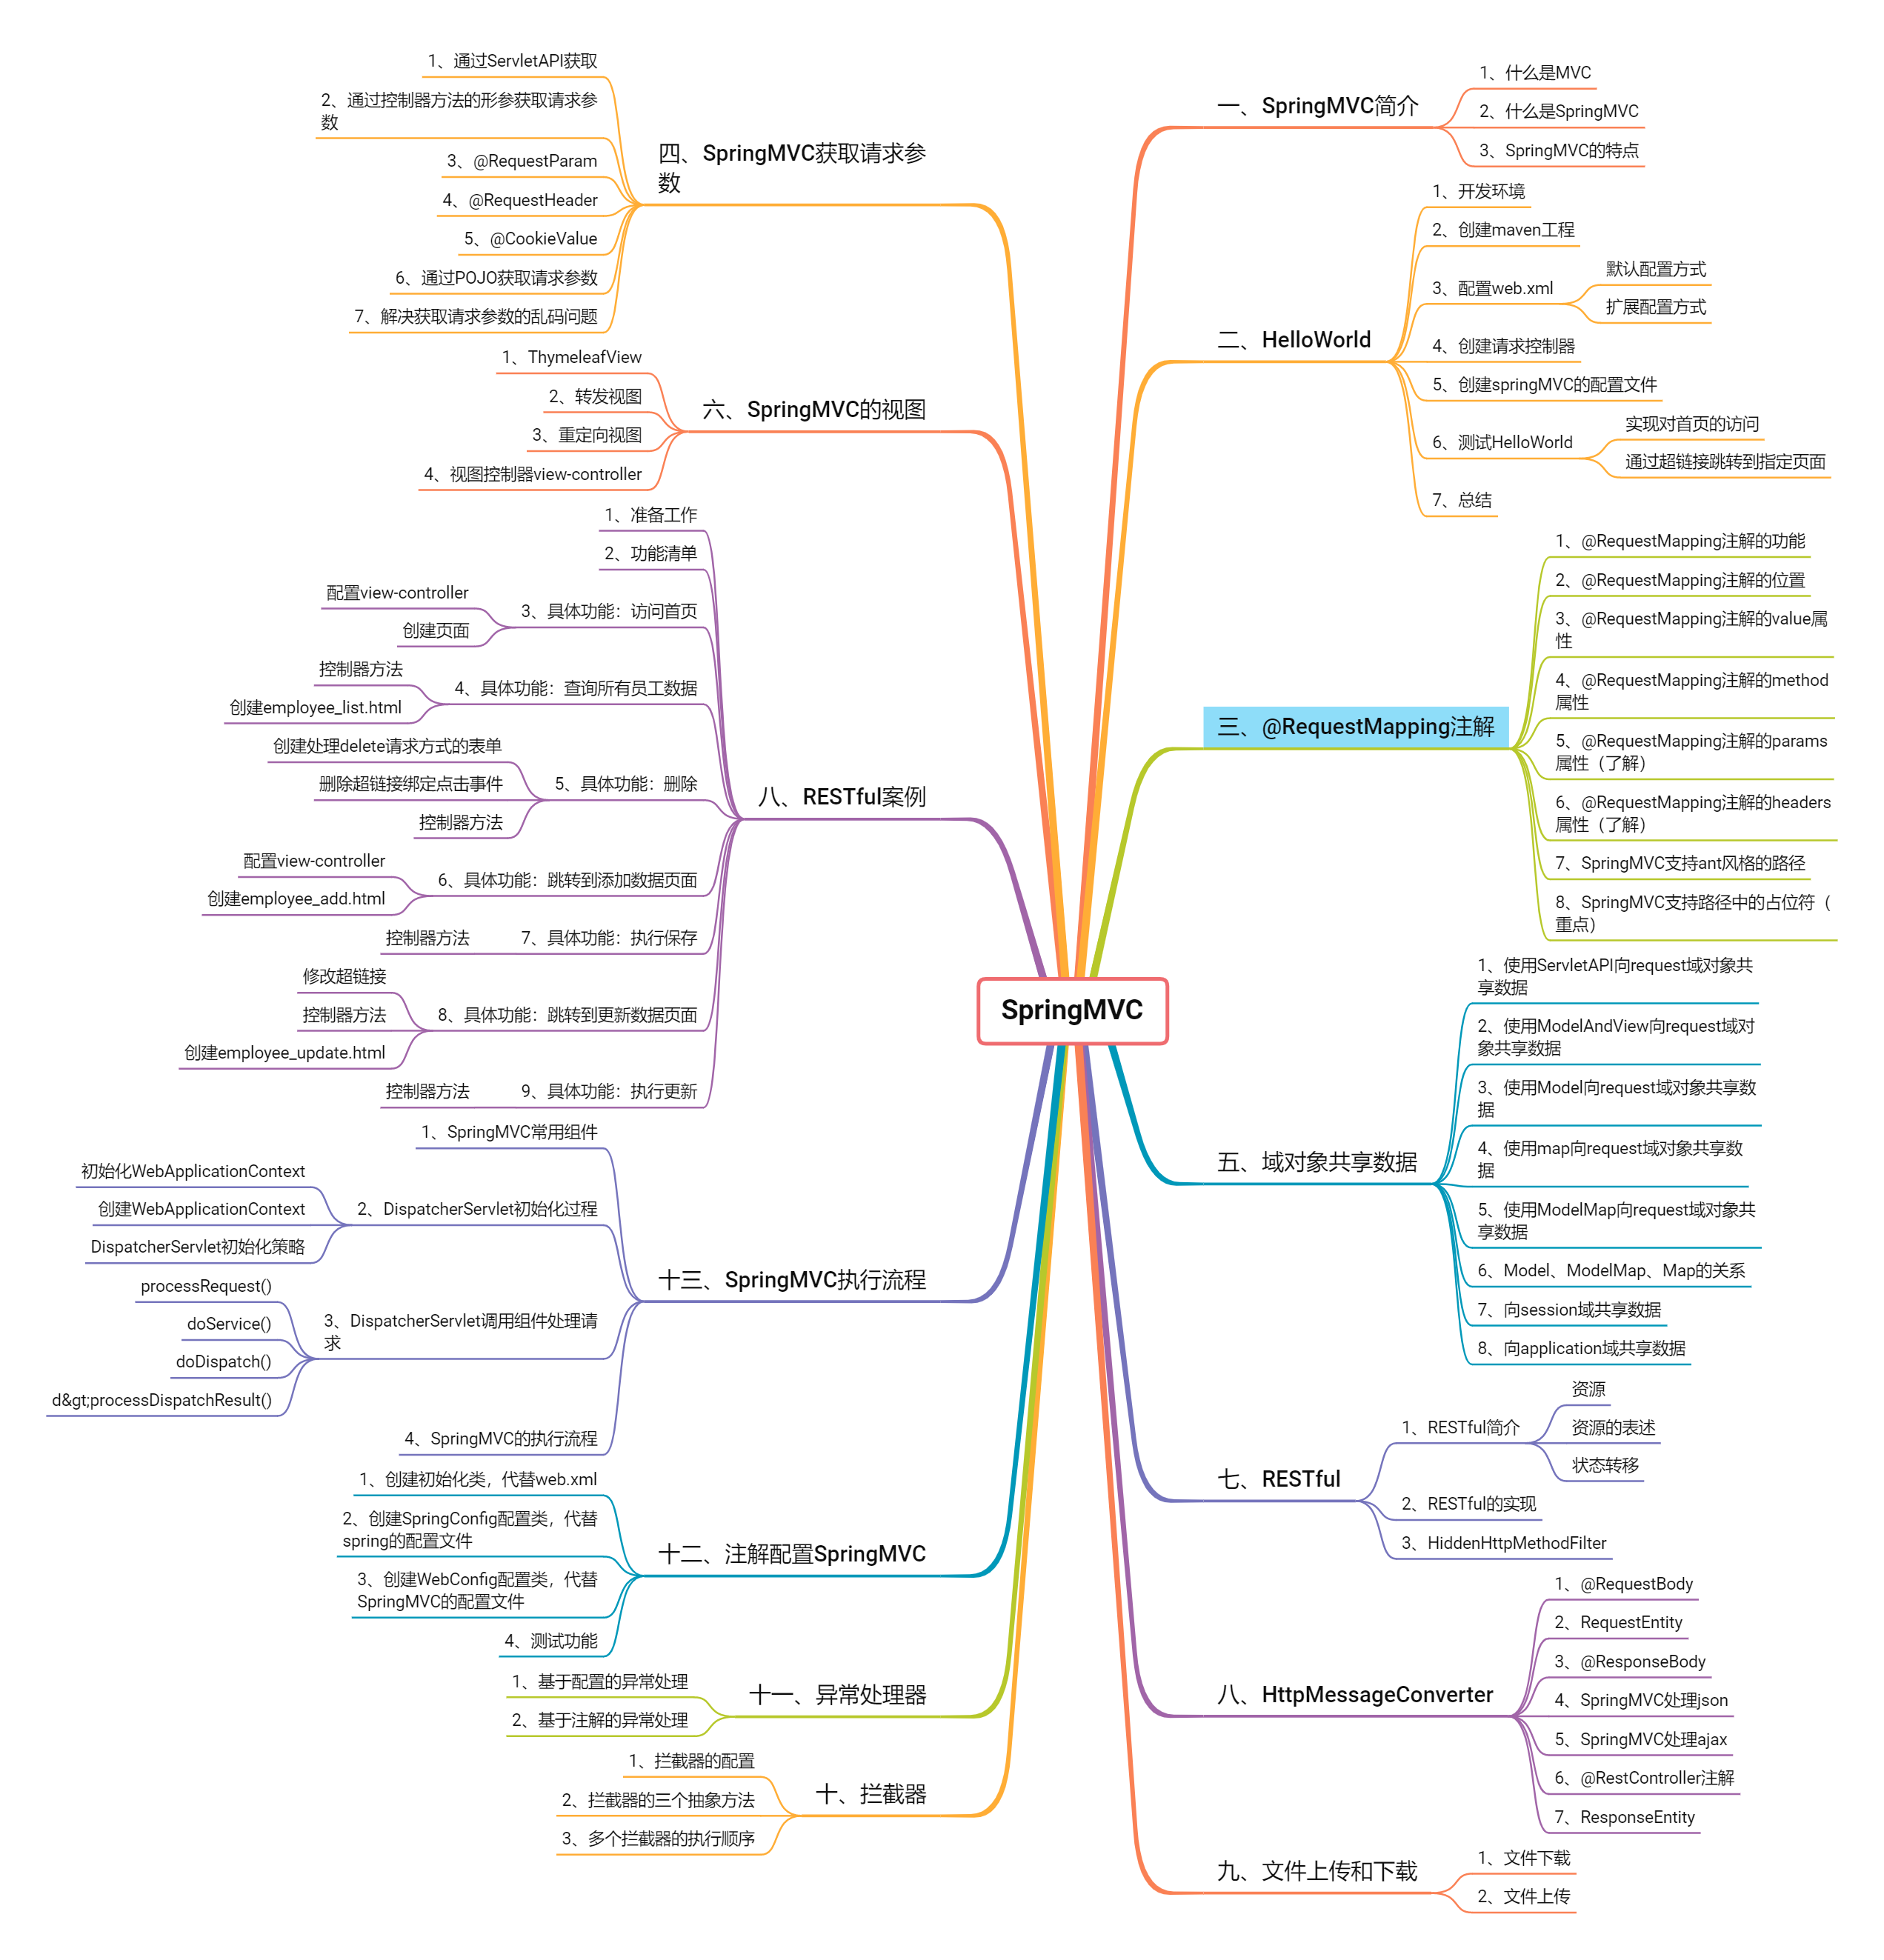 SpringMVC
一、SpringMVC简介
1、什么是MVC
2、什么是SpringMVC
3、SpringMVC的特点
二、HelloWorld
1、开发环境
2、创建maven工程
3、配置web.xml
默认配置方式
扩展配置方式
4、创建请求控制器
5、创建springMVC的配置文件
6、测试HelloWorld
实现对首页的访问
通过超链接跳转到指定页面
7、总结
三、@RequestMapping注解
1、@RequestMapping注解的功能
2、@RequestMapping注解的位置
3、@RequestMapping注解的value属
性
4、@RequestMapping注解的method
属性
5、@RequestMapping注解的params
属性（了解）
6、@RequestMapping注解的headers
属性（了解）
7、SpringMVC支持ant风格的路径
8、SpringMVC支持路径中的占位符（
重点）
四、SpringMVC获取请求参
数
1、通过ServletAPI获取
2、通过控制器方法的形参获取请求参
数
3、@RequestParam
4、@RequestHeader
5、@CookieValue
6、通过POJO获取请求参数
7、解决获取请求参数的乱码问题
五、域对象共享数据
1、使用ServletAPI向request域对象共
享数据
2、使用ModelAndView向request域对
象共享数据
3、使用Model向request域对象共享数
据
4、使用map向request域对象共享数
据
5、使用ModelMap向request域对象共
享数据
6、Model、ModelMap、Map的关系
7、向session域共享数据
8、向application域共享数据
六、SpringMVC的视图
1、ThymeleafView
2、转发视图
3、重定向视图
4、视图控制器view-controller
七、RESTful
1、RESTful简介
资源
资源的表述
状态转移
2、RESTful的实现
3、HiddenHttpMethodFilter
八、RESTful案例
1、准备工作
2、功能清单
3、具体功能：访问首页
配置view-controller
创建页面
4、具体功能：查询所有员工数据
控制器方法
创建employee_list.html
5、具体功能：删除
创建处理delete请求方式的表单
删除超链接绑定点击事件
控制器方法
6、具体功能：跳转到添加数据页面
配置view-controller
创建employee_add.html
7、具体功能：执行保存
控制器方法
8、具体功能：跳转到更新数据页面
修改超链接
控制器方法
创建employee_update.html
9、具体功能：执行更新
控制器方法
八、HttpMessageConverter
1、@RequestBody
2、RequestEntity
3、@ResponseBody
4、SpringMVC处理json
5、SpringMVC处理ajax
6、@RestController注解
7、ResponseEntity
九、文件上传和下载
1、文件下载
2、文件上传
十、拦截器
1、拦截器的配置
2、拦截器的三个抽象方法
3、多个拦截器的执行顺序
十一、异常处理器
1、基于配置的异常处理
2、基于注解的异常处理
十二、注解配置SpringMVC
1、创建初始化类，代替web.xml
2、创建SpringConfig配置类，代替
spring的配置文件
3、创建WebConfig配置类，代替
SpringMVC的配置文件
4、测试功能
十三、SpringMVC执行流程
1、SpringMVC常用组件
2、DispatcherServlet初始化过程
初始化WebApplicationContext
创建WebApplicationContext
DispatcherServlet初始化策略
3、DispatcherServlet调用组件处理请
求
processRequest()
doService()
doDispatch()
d&gt;processDispatchResult()
4、SpringMVC的执行流程